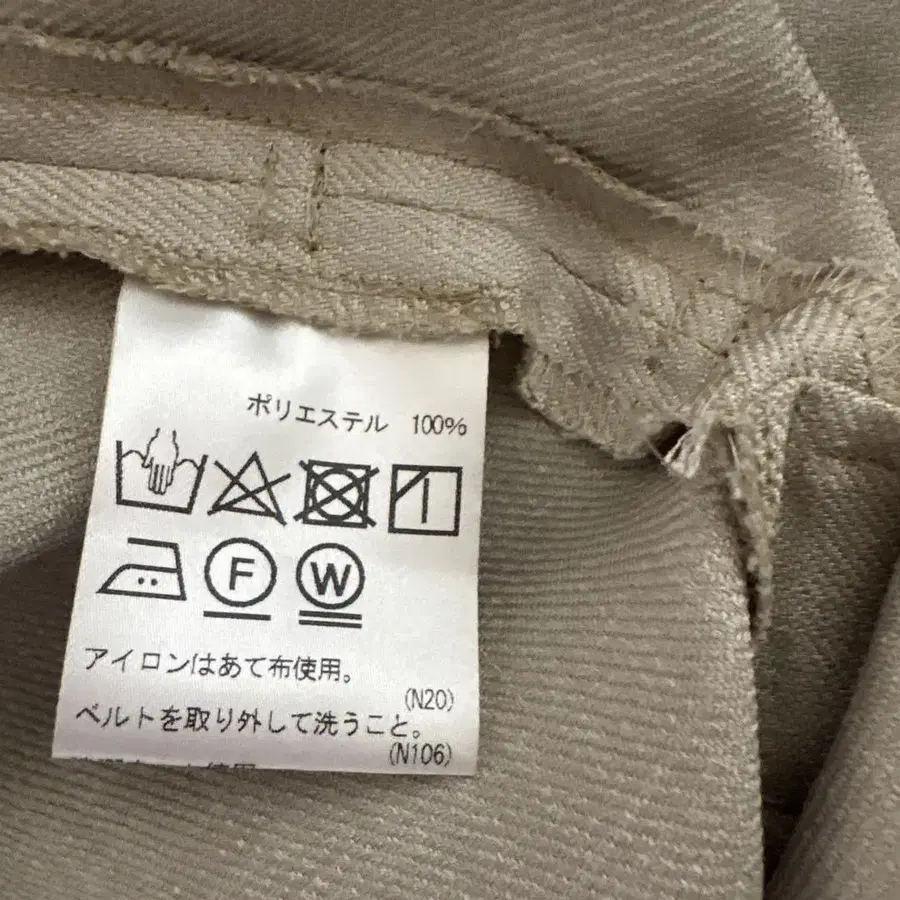 ポリエステル 100%
F W
アイロンはあて布使用。
(N20)
ベルトを取り外して洗うこと。
(N106)